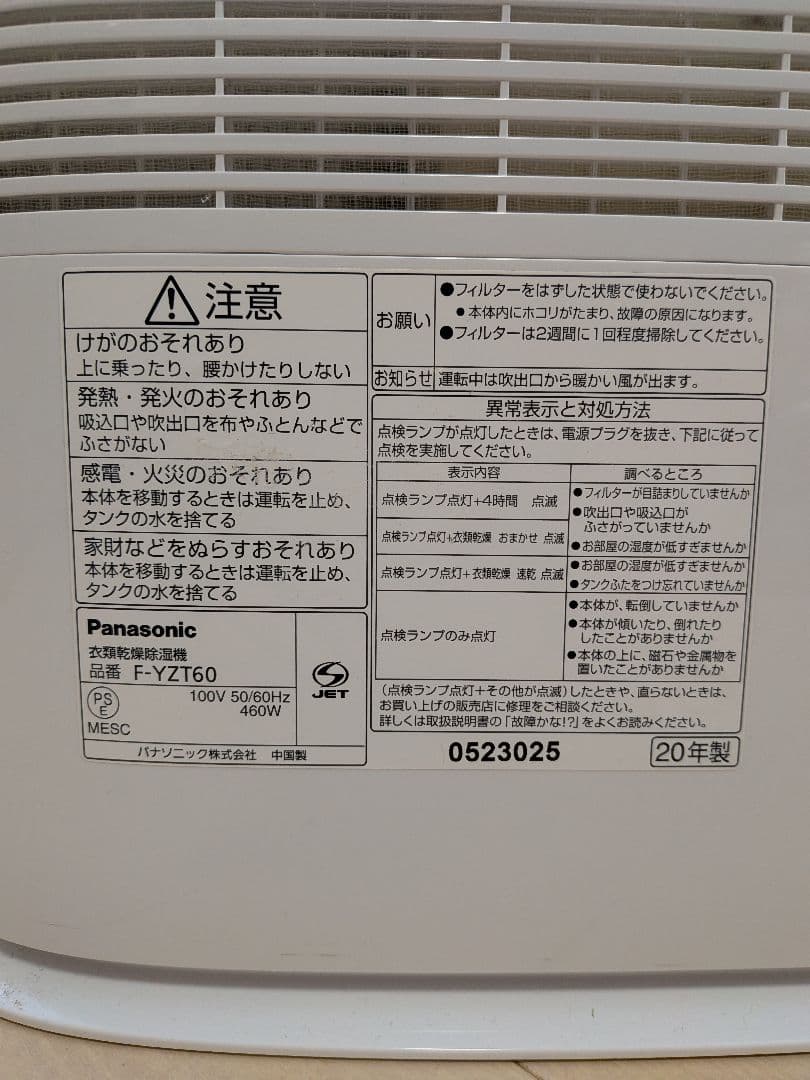 注意
けがのおそれあり
上に乗ったり、腰かけたりしない
発熱・発火のおそれあり
吸込口や吹出口を布やふとんなどで
ふさがない
感電・火災のおそれあり
本体を移動するときは運転を止め、
タンクの水を捨てる
家財などをぬらすおそれあり
本体を移動するときは運転を止め、
タンクの水を捨てる
Panasonic
衣類乾燥除湿機
品番 F-YZT60
PS
E
100V 50/60Hz
460W
MESC
JET
パナソニック株式会社 中国製
お願い
●フィルターをはずした状態で使わないでください。
●本体内にホコリがたまり、故障の原因になります。
●フィルターは2週間に1回程度掃除してください。
お知らせ 運転中は吹出口から暖かい風が出ます。
異常表示と対処方法
点検ランプが点灯したときは、電源プラグを抜き、下記に従って
点検を実施してください。
表示内容 調べるところ
点検ランプ点灯+4時間 点滅
点検ランプ点灯+衣類乾燥 おまかせ 点滅
●フィルターが目詰まりしていませんか
●吹出口や吸込口が
ふさがっていませんか
●お部屋の湿度が低すぎませんか
点検ランプ点灯+衣類乾燥 速乾 点滅
●お部屋の湿度が低すぎませんか
●タンクふたをつけ忘れていませんか
点検ランプのみ点灯
●本体が、転倒していませんか
●本体が傾いたり、倒れたり
したことがありませんか
●本体の上に、磁石や金属物を
置いたことがありませんか
(点検ランプ点灯+その他が点滅)したときや、直らないときは、
お買い上げの販売店に修理をご相談ください。
詳しくは取扱説明書の「故障かな!?」をよくお読みください。
0523025
20年製